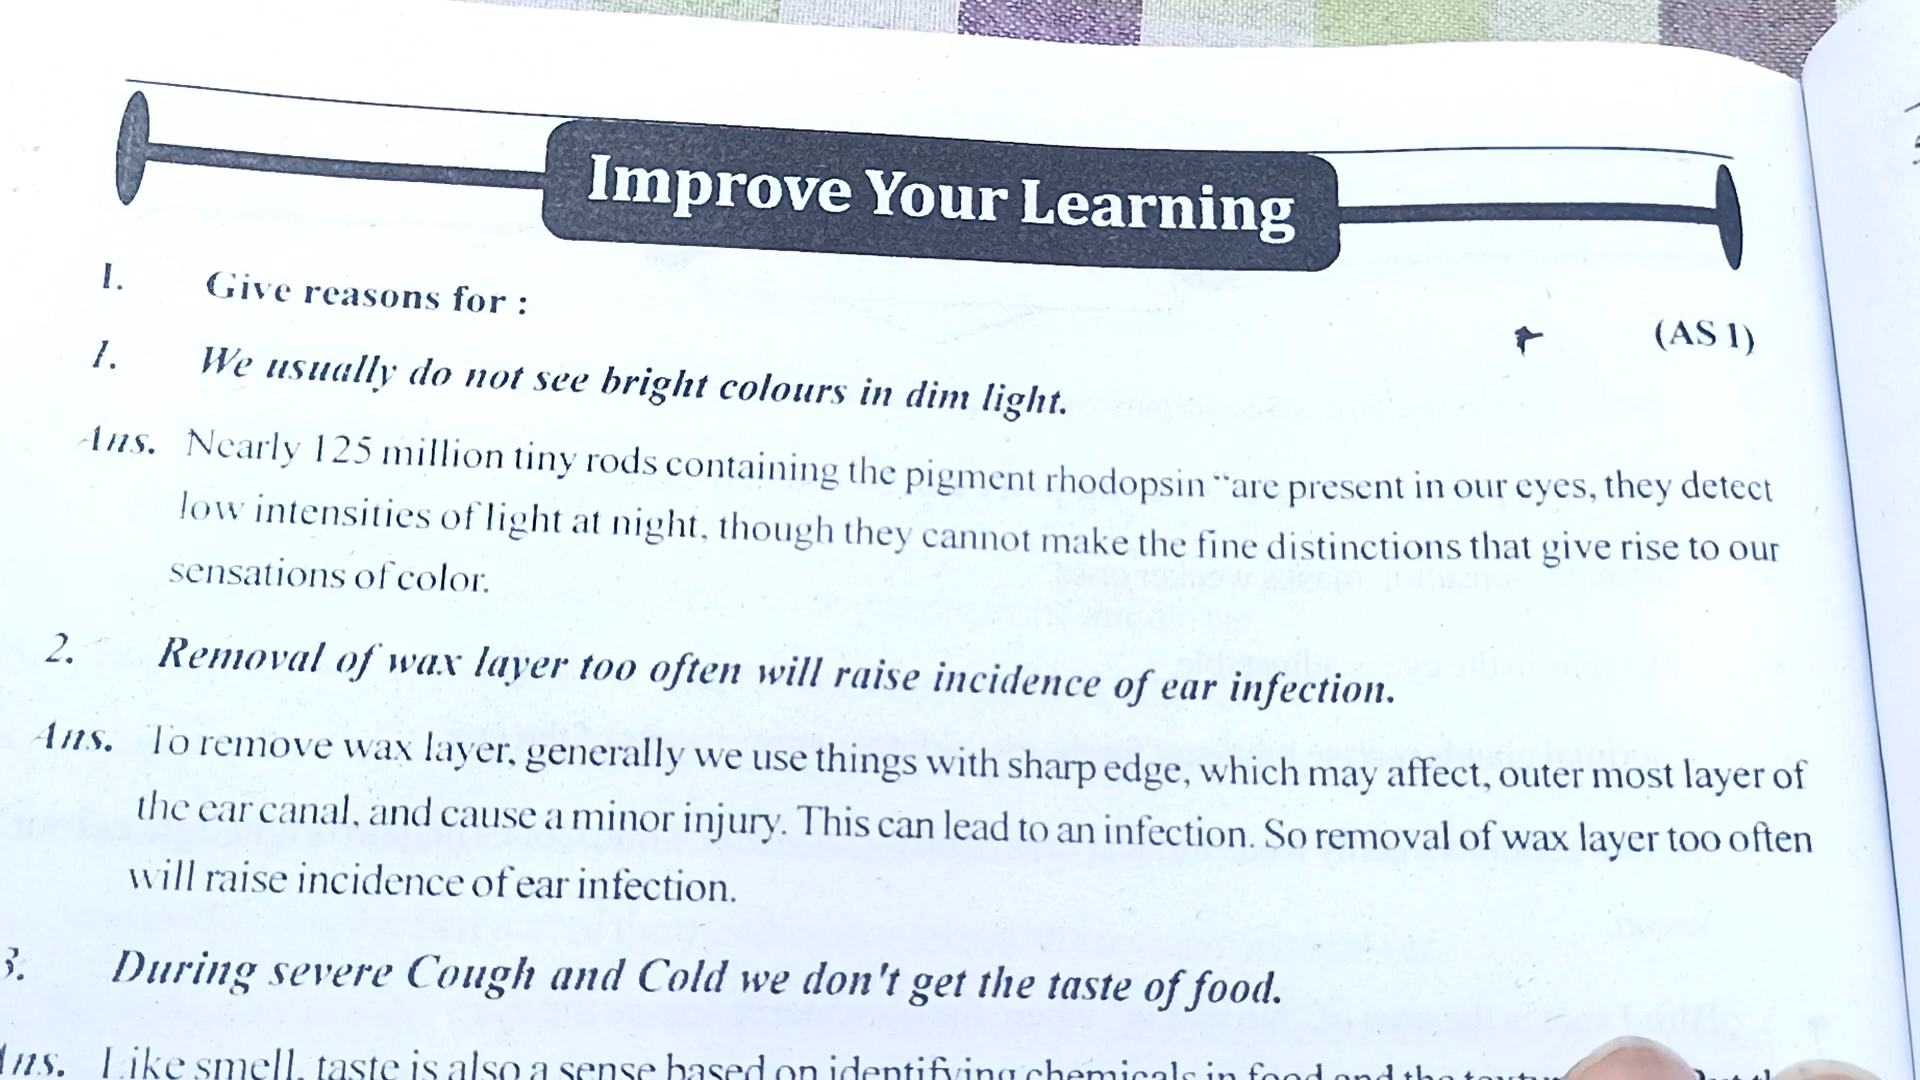 Improve Your Learning
1. Give reasons for :
(AS 1)
1. We usually do not see bright colours in dim light.
Ans. Nearly 125 million tiny rods containing the pigment rhodopsin “are present in our eyes, they detect
low intensities of light at night, though they cannot make the fine distinctions that give rise to our
sensations of color.
2. Removal of wax layer too often will raise incidence of ear infection.
Ans. To remove wax layer, generally we use things with sharp edge, which may affect, outer most layer of
the ear canal, and cause a minor injury. This can lead to an infection. So removal of wax layer too often
will raise incidence of ear infection.
3. During severe Cough and Cold we don't get the taste of food.
Ans. Like smell, taste is also a sense based on identifying chemicals in food and the